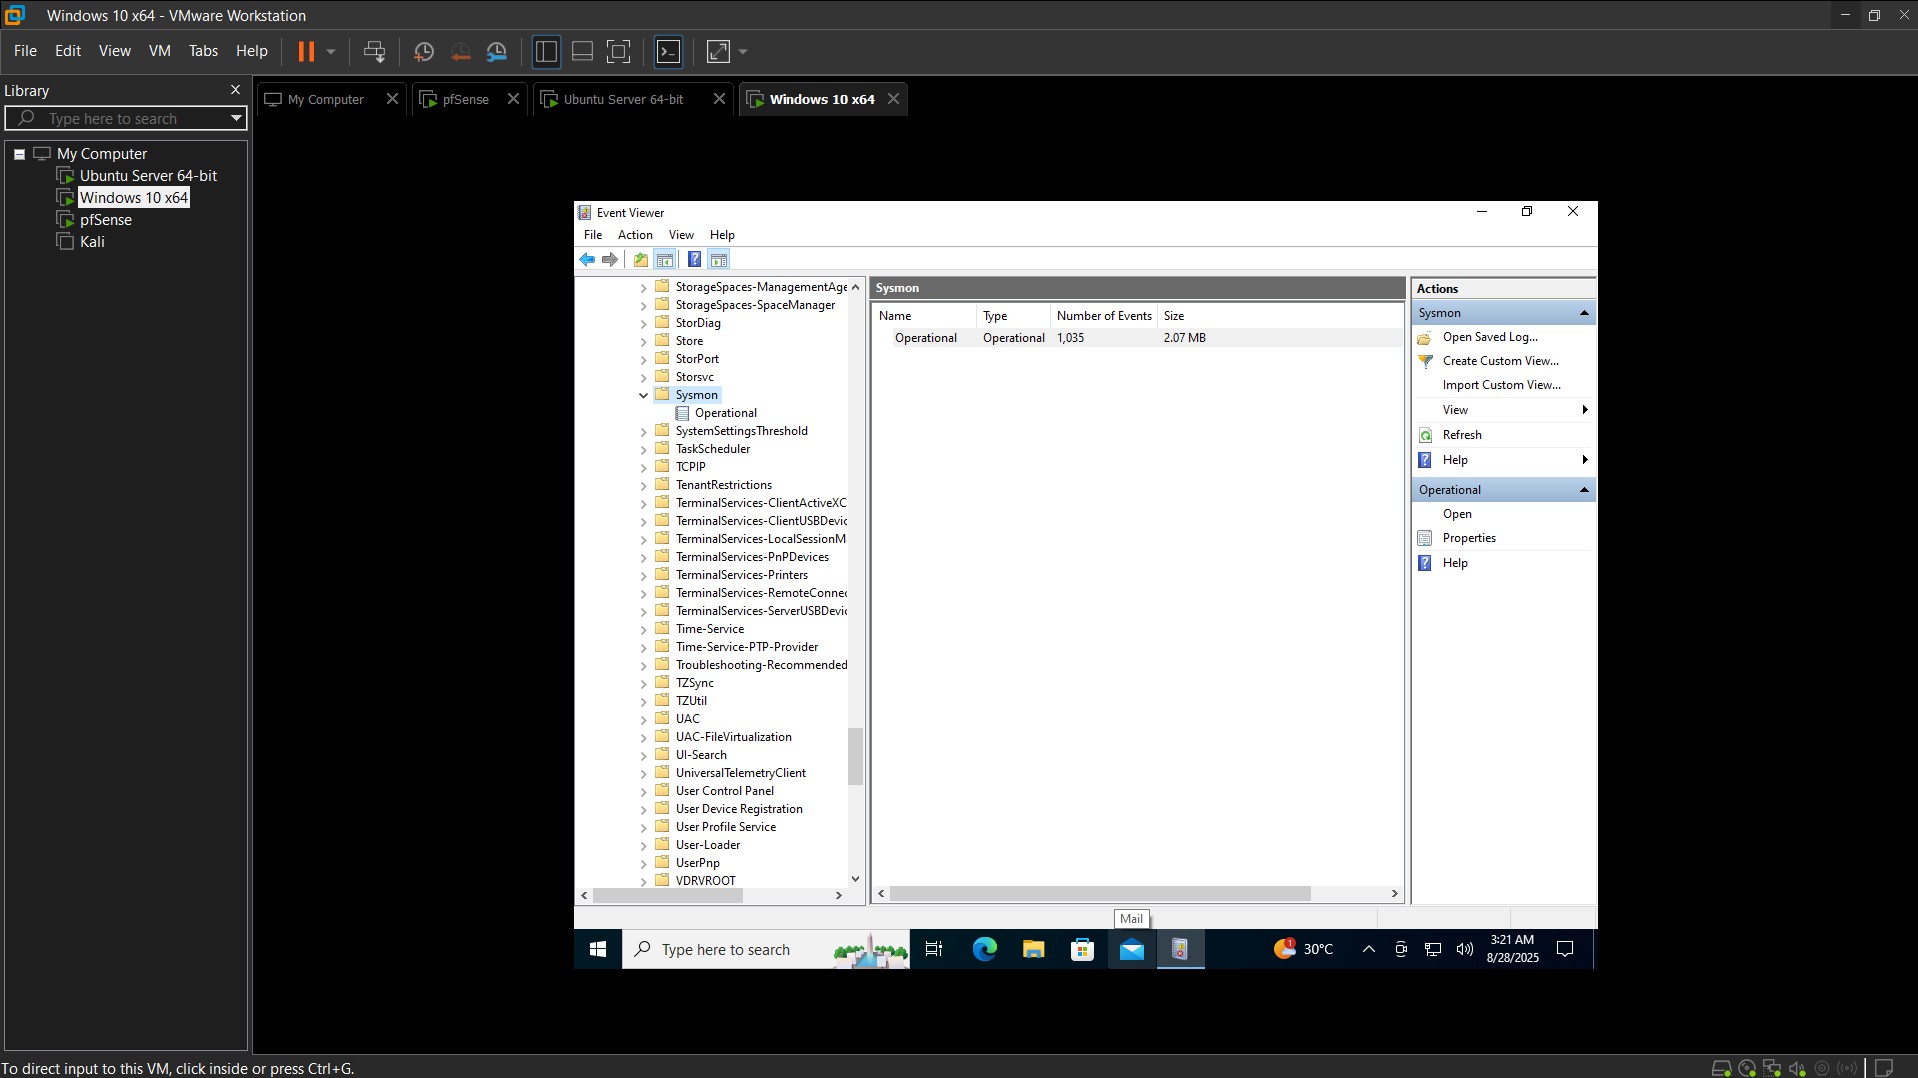 Windows 10 x64 - VMware Workstation
File Edit View VM Tabs Help
Library
Type here to search
My Computer
Ubuntu Server 64-bit
Windows 10 x64
pfSense
Kali
My Computer
pfSense
Ubuntu Server 64-bit
Windows 10 x64
Event Viewer
File Action View Help
StorageSpaces-ManagementAge
StorageSpaces-SpaceManager
StorDiag
Store
StorPort
Storsvc
Sysmon
Operational
SystemSettingsThreshold
TaskScheduler
TCPIP
TenantRestrictions
TerminalServices-ClientActiveXC
TerminalServices-ClientUSBDevic
TerminalServices-LocalSessionM
TerminalServices-PnPDevices
TerminalServices-Printers
TerminalServices-RemoteConnec
TerminalServices-ServerUSBDevic
Time-Service
Time-Service-PTP-Provider
Troubleshooting-Recommended
TZSync
TZUtil
UAC
UAC-FileVirtualization
UI-Search
UniversalTelemetryClient
User Control Panel
User Device Registration
User Profile Service
User-Loader
UserPnp
VDRVROOT
Sysmon
Name Type Number of Events Size
Operational Operational 1,035 2.07 MB
Actions
Sysmon
Open Saved Log...
Create Custom View...
Import Custom View...
View
Refresh
Help
Operational
Open
Properties
Help
Mail
Type here to search
1
30°C
3:21 AM
8/28/2025
To direct input to this VM, click inside or press Ctrl+G.